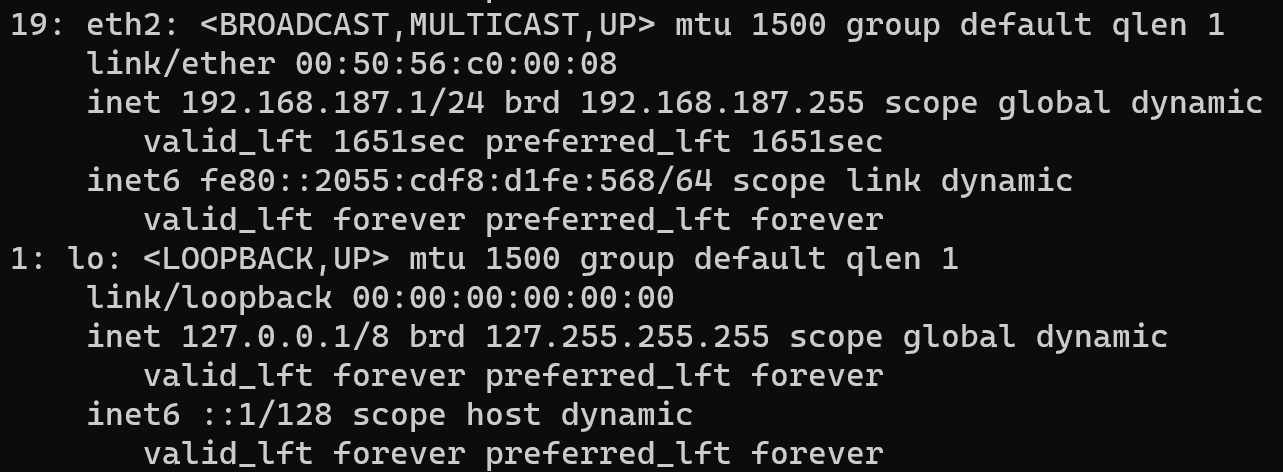 19: eth2: <BROADCAST,MULTICAST,UP> mtu 1500 group default qlen 1
link/ether 00:50:56:c0:00:08
inet 192.168.187.1/24 brd 192.168.187.255 scope global dynamic
valid_lft 1651sec preferred_lft 1651sec
inet6 fe80::2055:cdf8:d1fe:568/64 scope link dynamic
valid_lft forever preferred_lft forever
1: lo: <LOOPBACK,UP> mtu 1500 group default qlen 1
link/loopback 00:00:00:00:00:00
inet 127.0.0.1/8 brd 127.255.255.255 scope global dynamic
valid_lft forever preferred_lft forever
inet6 ::1/128 scope host dynamic
valid_lft forever preferred_lft forever